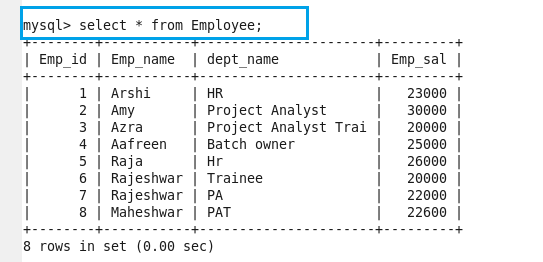 mysql> select * from Employee;
+--------+-----------+----------------------+---------+
| Emp_id | Emp_name  | dept_name            | Emp_sal |
+--------+-----------+----------------------+---------+
|      1 | Arshi     | HR                   |   23000 |
|      2 | Amy       | Project Analyst      |   30000 |
|      3 | Azra      | Project Analyst Trai |   20000 |
|      4 | Aafreen   | Batch owner          |   25000 |
|      5 | Raja      | Hr                   |   26000 |
|      6 | Rajeshwar | Trainee              |   20000 |
|      7 | Rajeshwar | PA                   |   22000 |
|      8 | Maheshwar | PAT                  |   22600 |
+--------+-----------+----------------------+---------+
8 rows in set (0.00 sec)